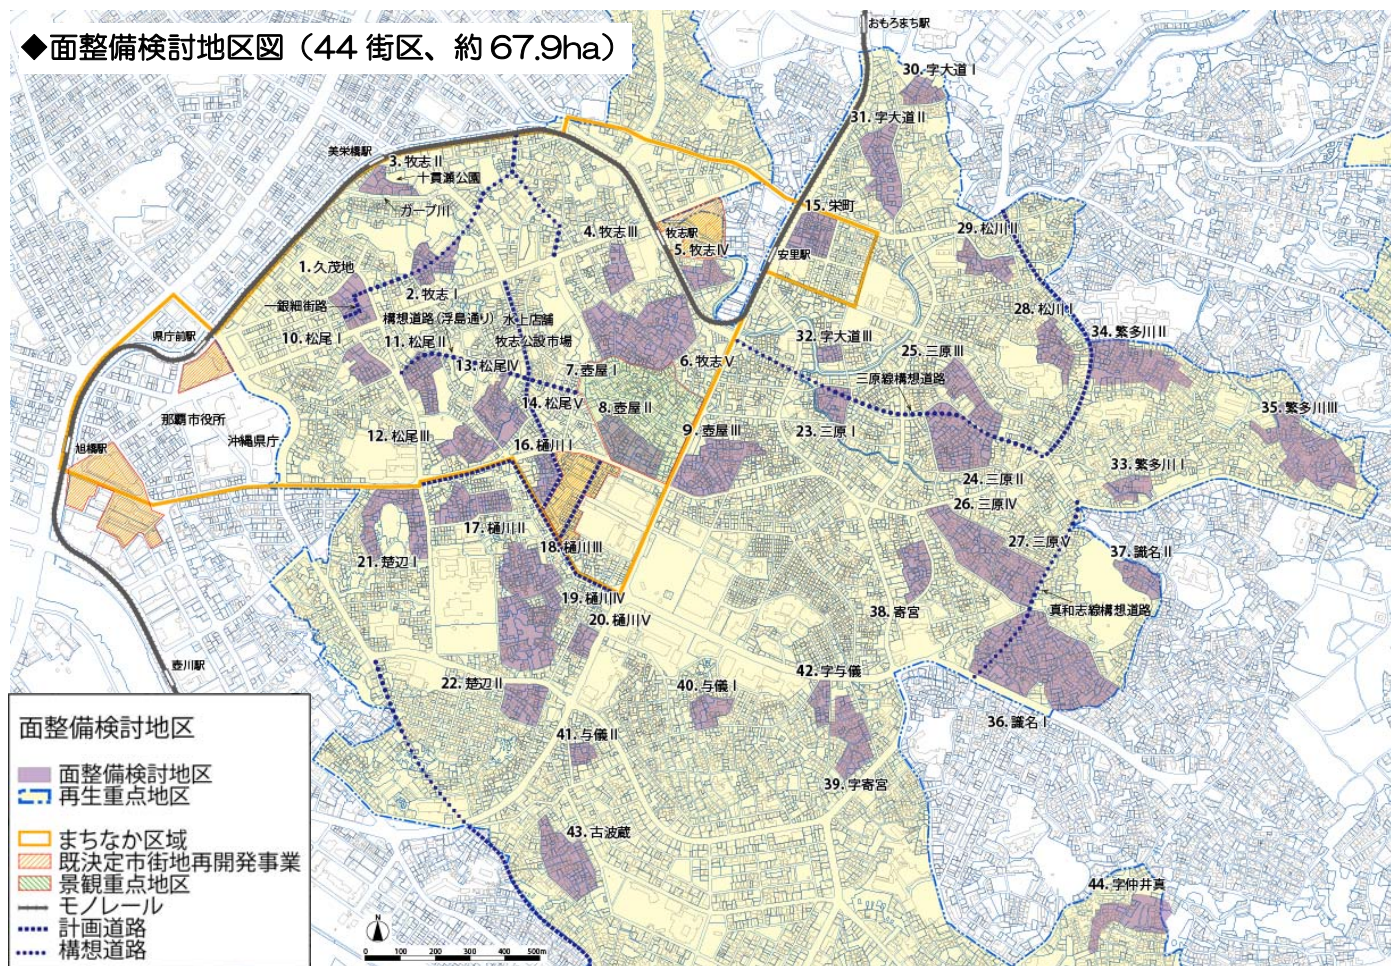 ◆面整備検討地区図（44 街区、約 67.9ha）
おもろまち駅
30. 字大道Ⅰ
31. 字大道Ⅱ
美栄橋駅
3. 牧志Ⅱ
十貫瀬公園
ガーブ川
15. 栄町
4. 牧志Ⅲ
牧志駅
5. 牧志Ⅳ
安里駅
29. 松川Ⅱ
1. 久茂地
2. 牧志Ⅰ
一銀細街路
構想道路（浮島通り）
水上店舗
28. 松川Ⅰ
県庁前駅
10. 松尾Ⅰ
11. 松尾Ⅱ
牧志公設市場
32. 字大道Ⅲ
34. 繁多川Ⅱ
25. 三原Ⅲ
13. 松尾Ⅳ
7. 壺屋Ⅰ
6. 牧志Ⅴ
三原線構想道路
14. 松尾Ⅴ
8. 壺屋Ⅱ
35. 繁多川Ⅲ
那覇市役所
沖縄県庁
12. 松尾Ⅲ
9. 壺屋Ⅲ
23. 三原Ⅰ
旭橋駅
16. 樋川Ⅰ
33. 繁多川Ⅰ
24. 三原Ⅱ
26. 三原Ⅳ
17. 樋川Ⅱ
27. 三原Ⅴ
18. 樋川Ⅲ
37. 識名Ⅱ
21. 楚辺Ⅰ
19. 樋川Ⅳ
38. 寄宮
真和志線構想道路
20. 樋川Ⅴ
壺川駅
22. 楚辺Ⅱ
40. 与儀Ⅰ
42. 字与儀
36. 識名Ⅰ
41. 与儀Ⅱ
39. 字寄宮
43. 古波蔵
44. 字仲井真
面整備検討地区
面整備検討地区
再生重点地区
まちなか区域
既決定市街地再開発事業
景観重点地区
モノレール
計画道路
構想道路
N
0 100 200 300 400 500m